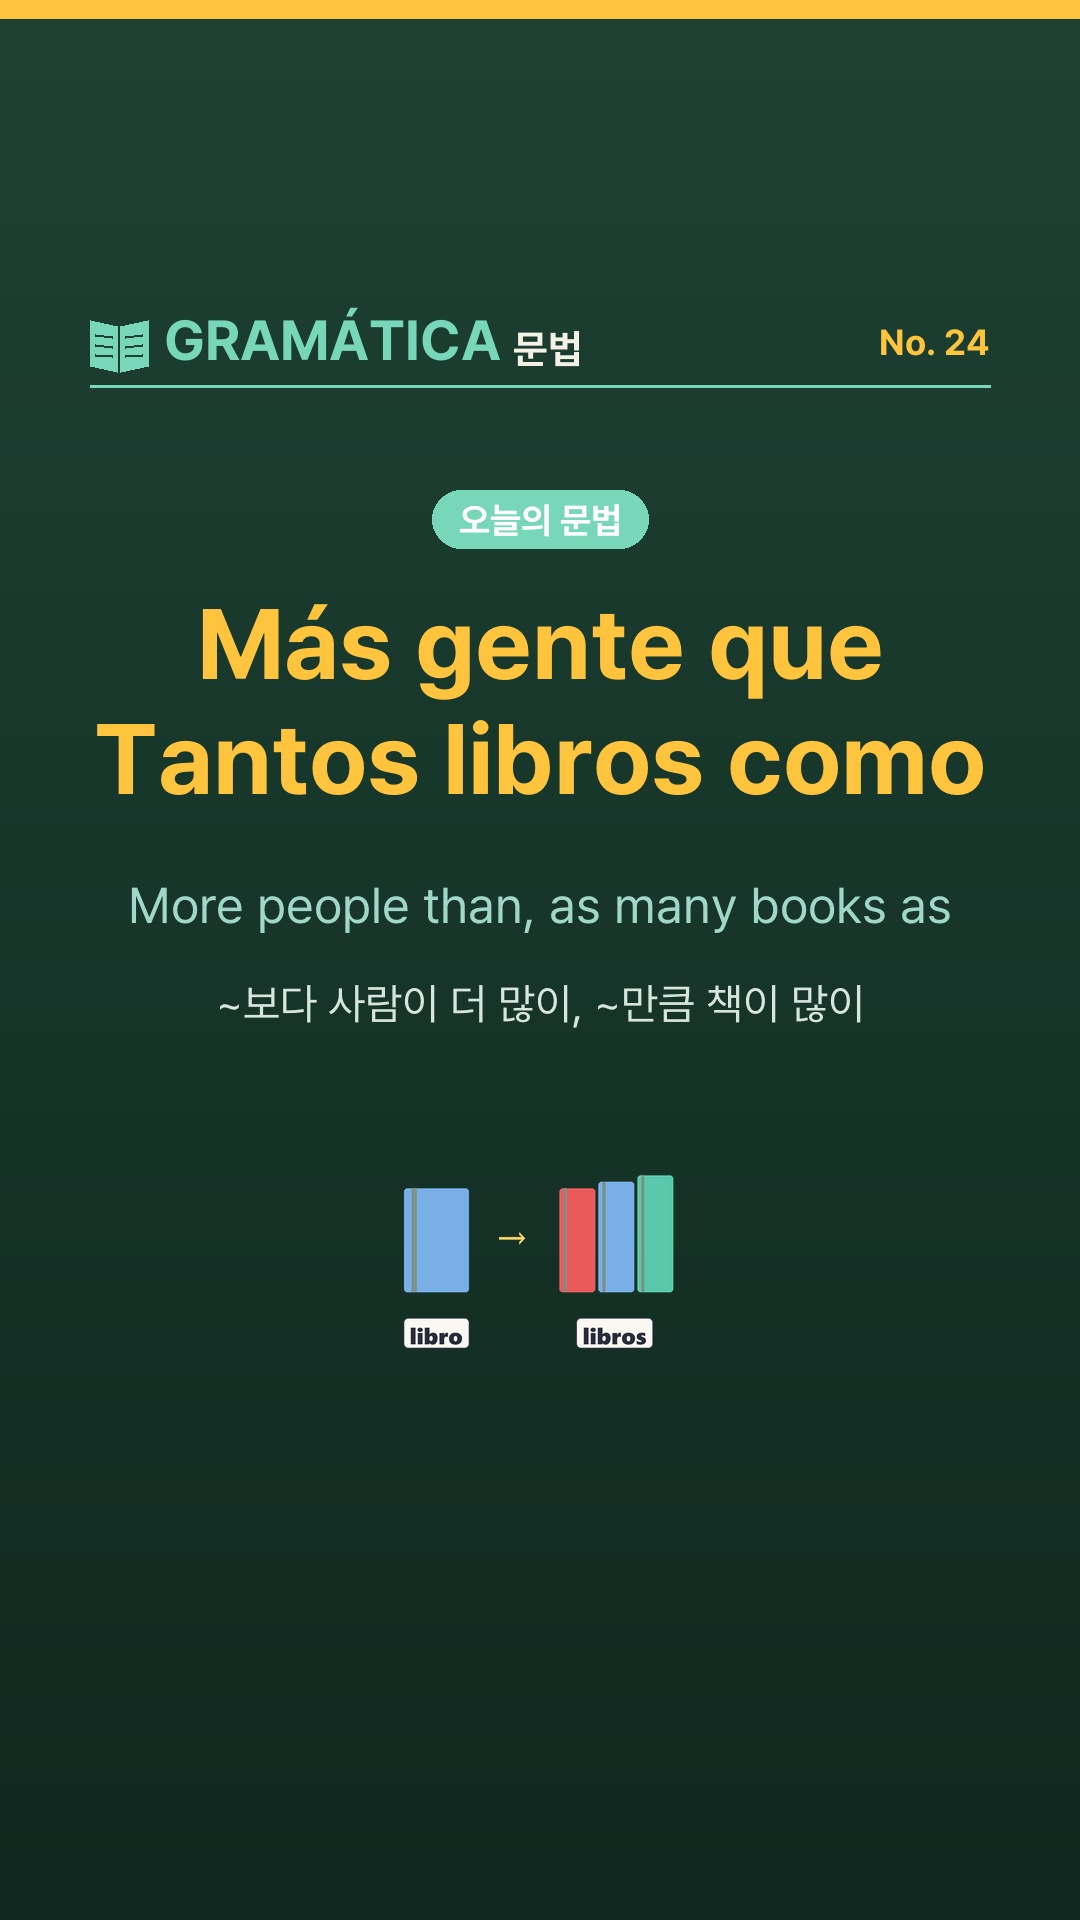 GRAMÁTICA 문법
No. 24
오늘의 문법
Más gente que
Tantos libros como
More people than, as many books as
~보다 사람이 더 많이, ~만큼 책이 많이
→
libro
libros